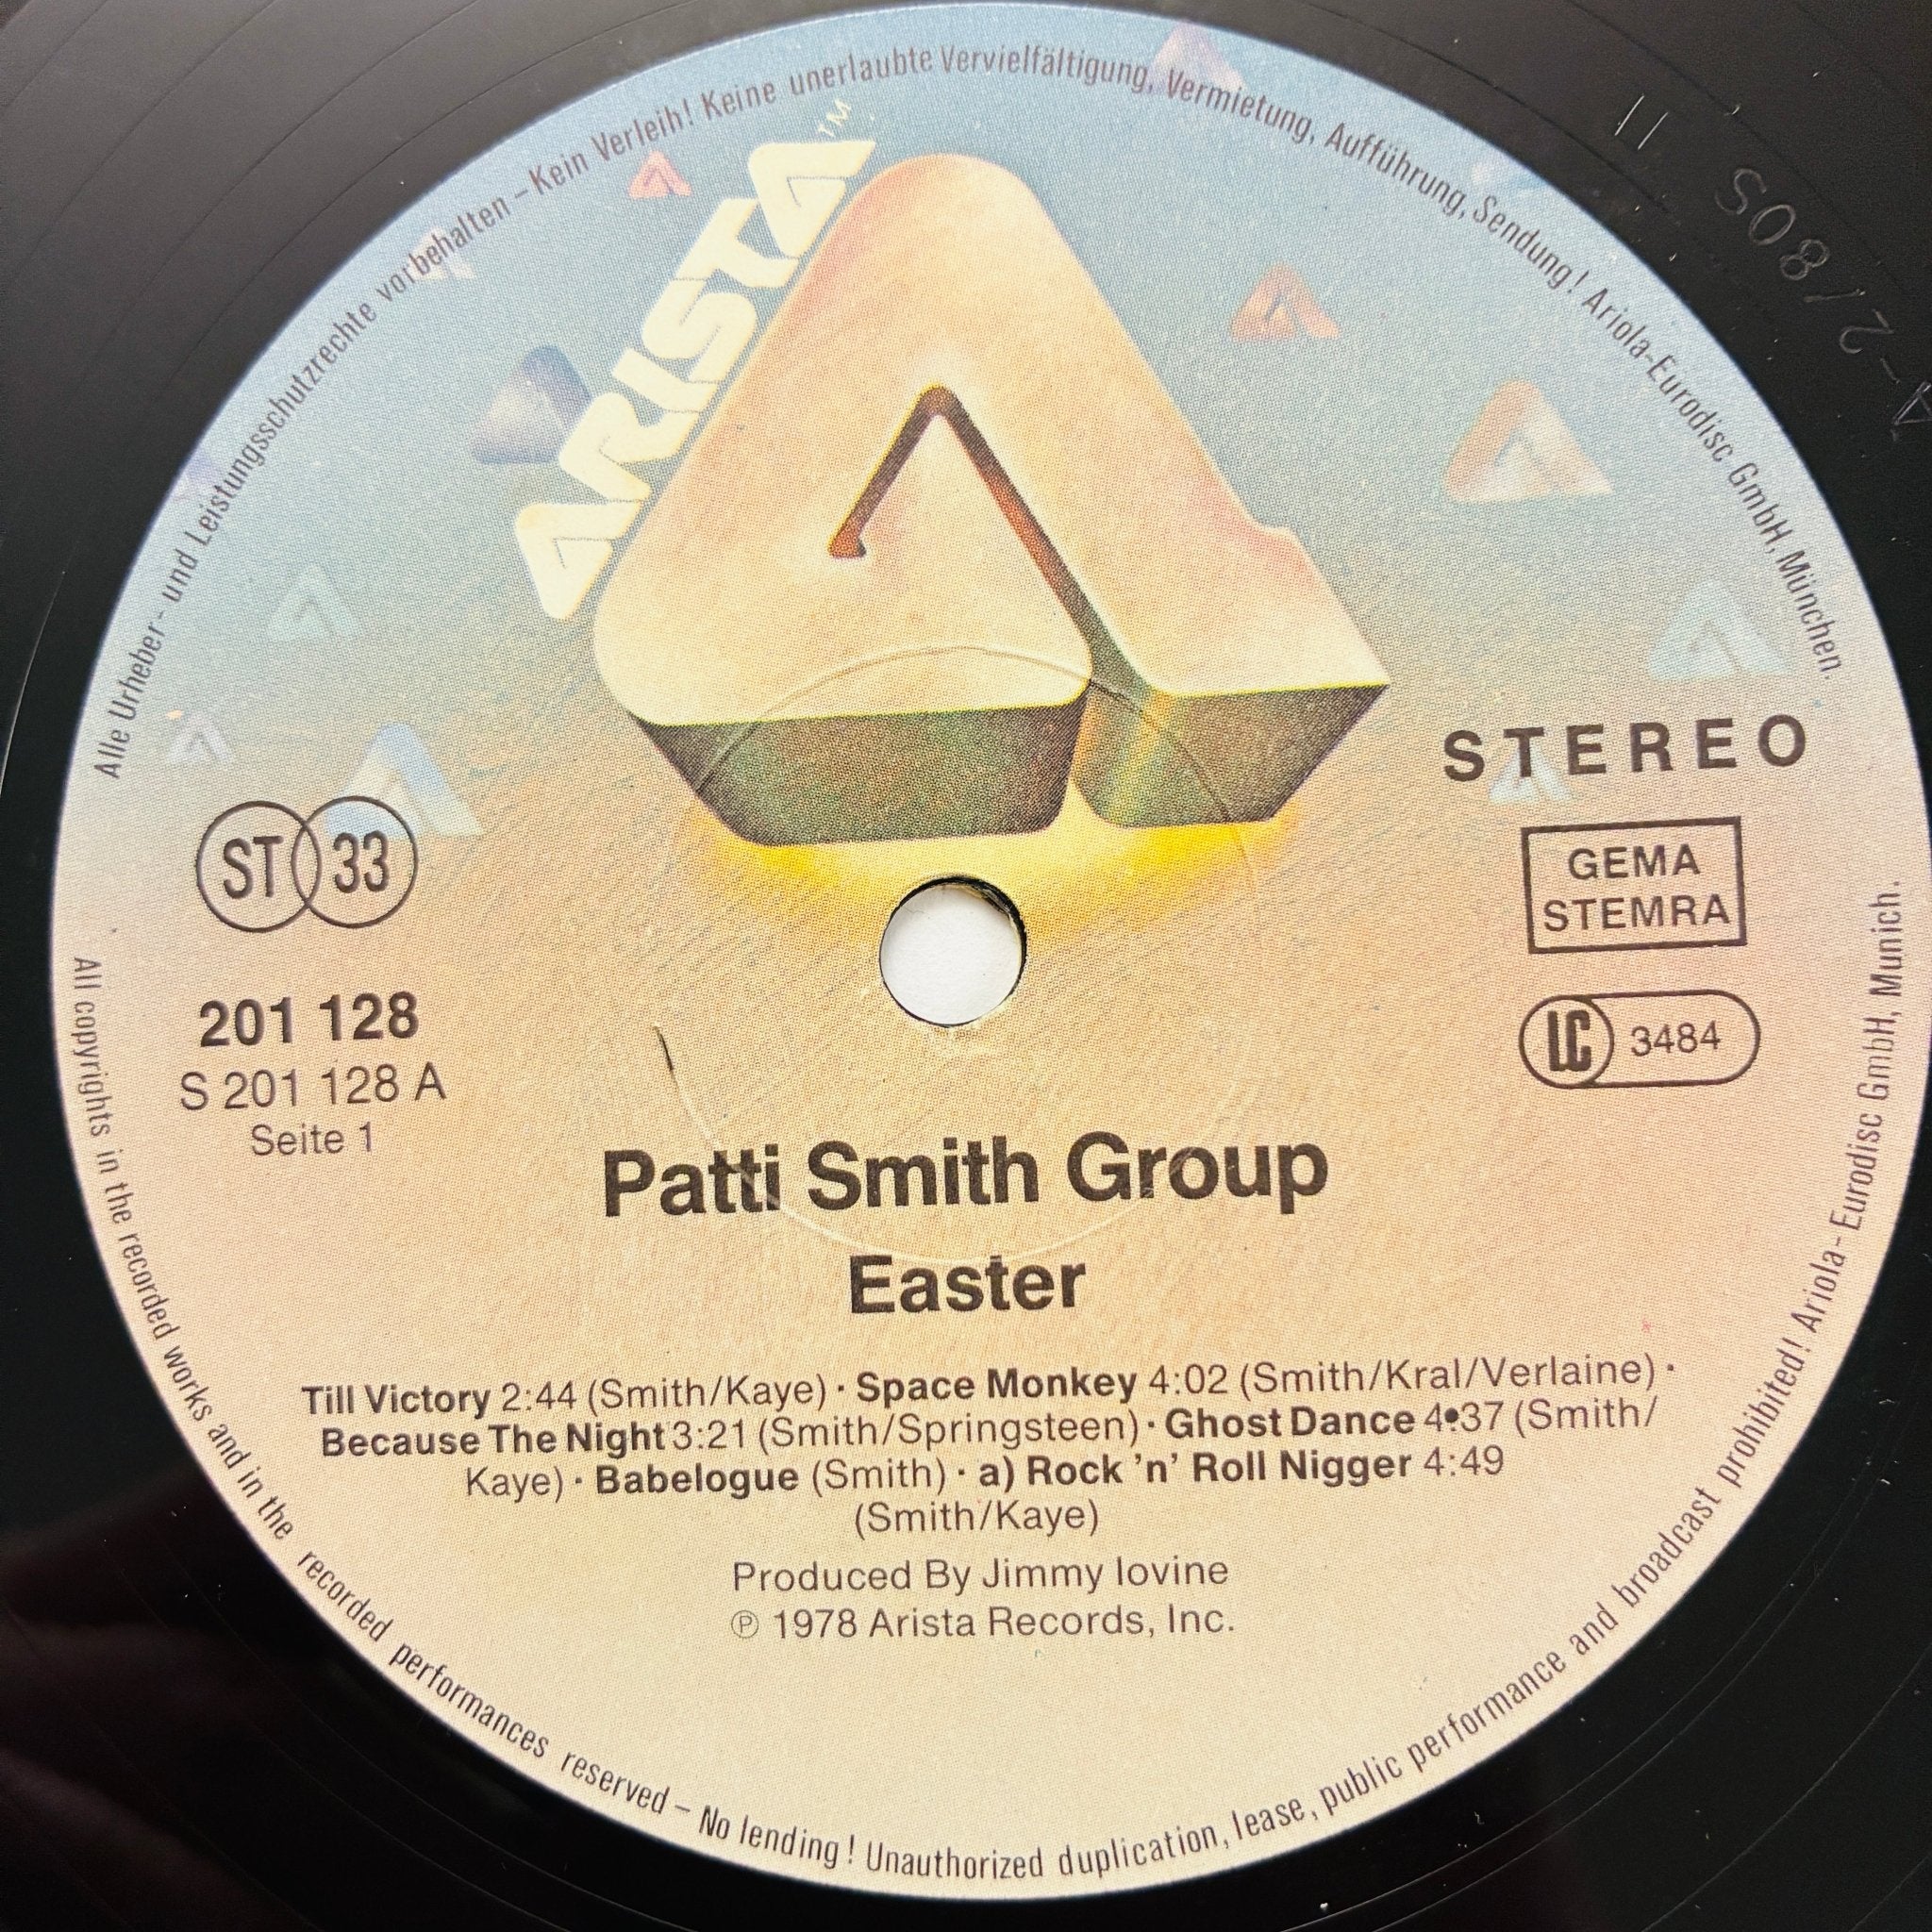 Alle Urheber- und Leistungsschutzrechte vorbehalten – Kein Verleih! Keine unerlaubte Vervielfältigung, Vermietung, Aufführung, Sendung! Ariola-Eurodisc GmbH, München.
ARISTA™
STEREO
ST 33
GEMA
STEMRA
201 128
S 201 128 A
Seite 1
LC 3484
Patti Smith Group
Easter
Till Victory 2:44 (Smith/Kaye) · Space Monkey 4:02 (Smith/Kral/Verlaine) ·
Because The Night 3:21 (Smith/Springsteen) · Ghost Dance 4:37 (Smith/
Kaye) · Babelogue (Smith) · a) Rock 'n' Roll Nigger 4:49
(Smith/Kaye)
Produced By Jimmy Iovine
℗ 1978 Arista Records, Inc.
All copyrights in the recorded works and in the recorded performances reserved – No lending! Unauthorized duplication, lease, public performance and broadcast prohibited! Ariola-Eurodisc GmbH, Munich.